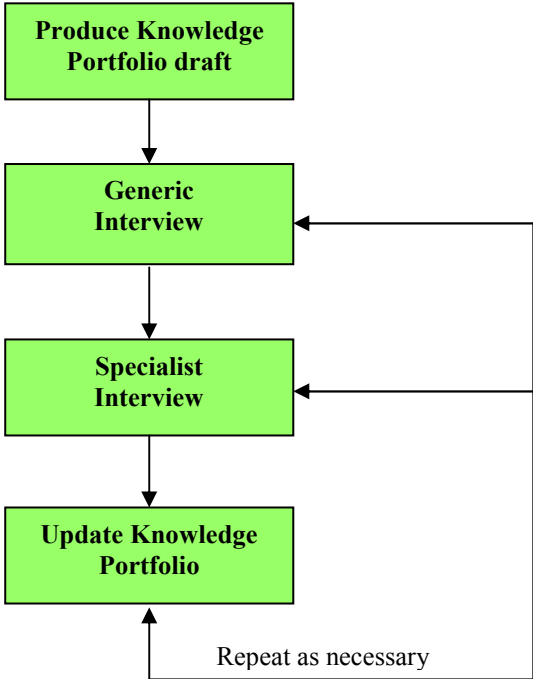 Produce Knowledge
Portfolio draft
Generic
Interview
Specialist
Interview
Update Knowledge
Portfolio
Repeat as necessary